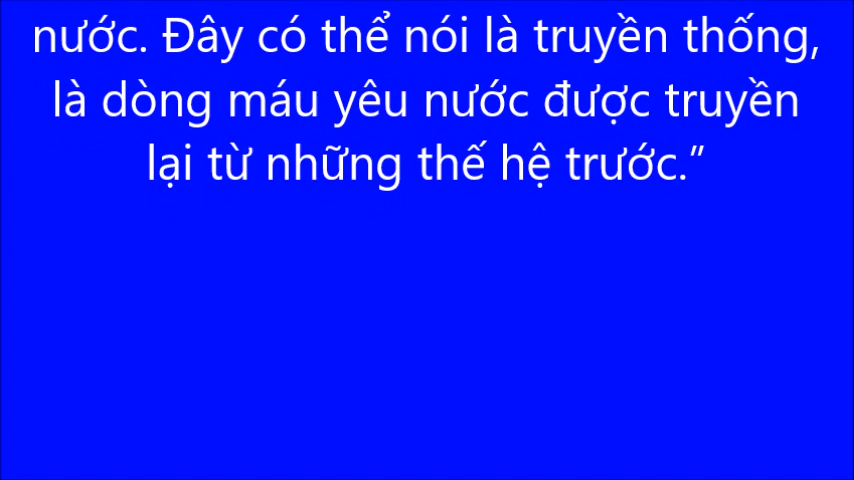 nước. Đây có thể nói là truyền thống,
là dòng máu yêu nước được truyền
lại từ những thế hệ trước.”